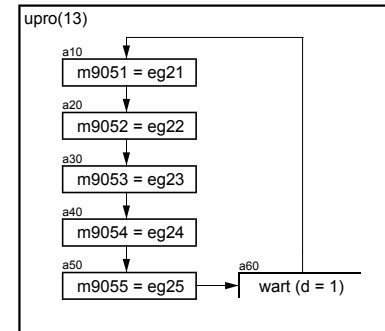 upro(13)
a10
m9051 = eg21
a20
m9052 = eg22
a30
m9053 = eg23
a40
m9054 = eg24
a50
m9055 = eg25
a60
wart (d = 1)